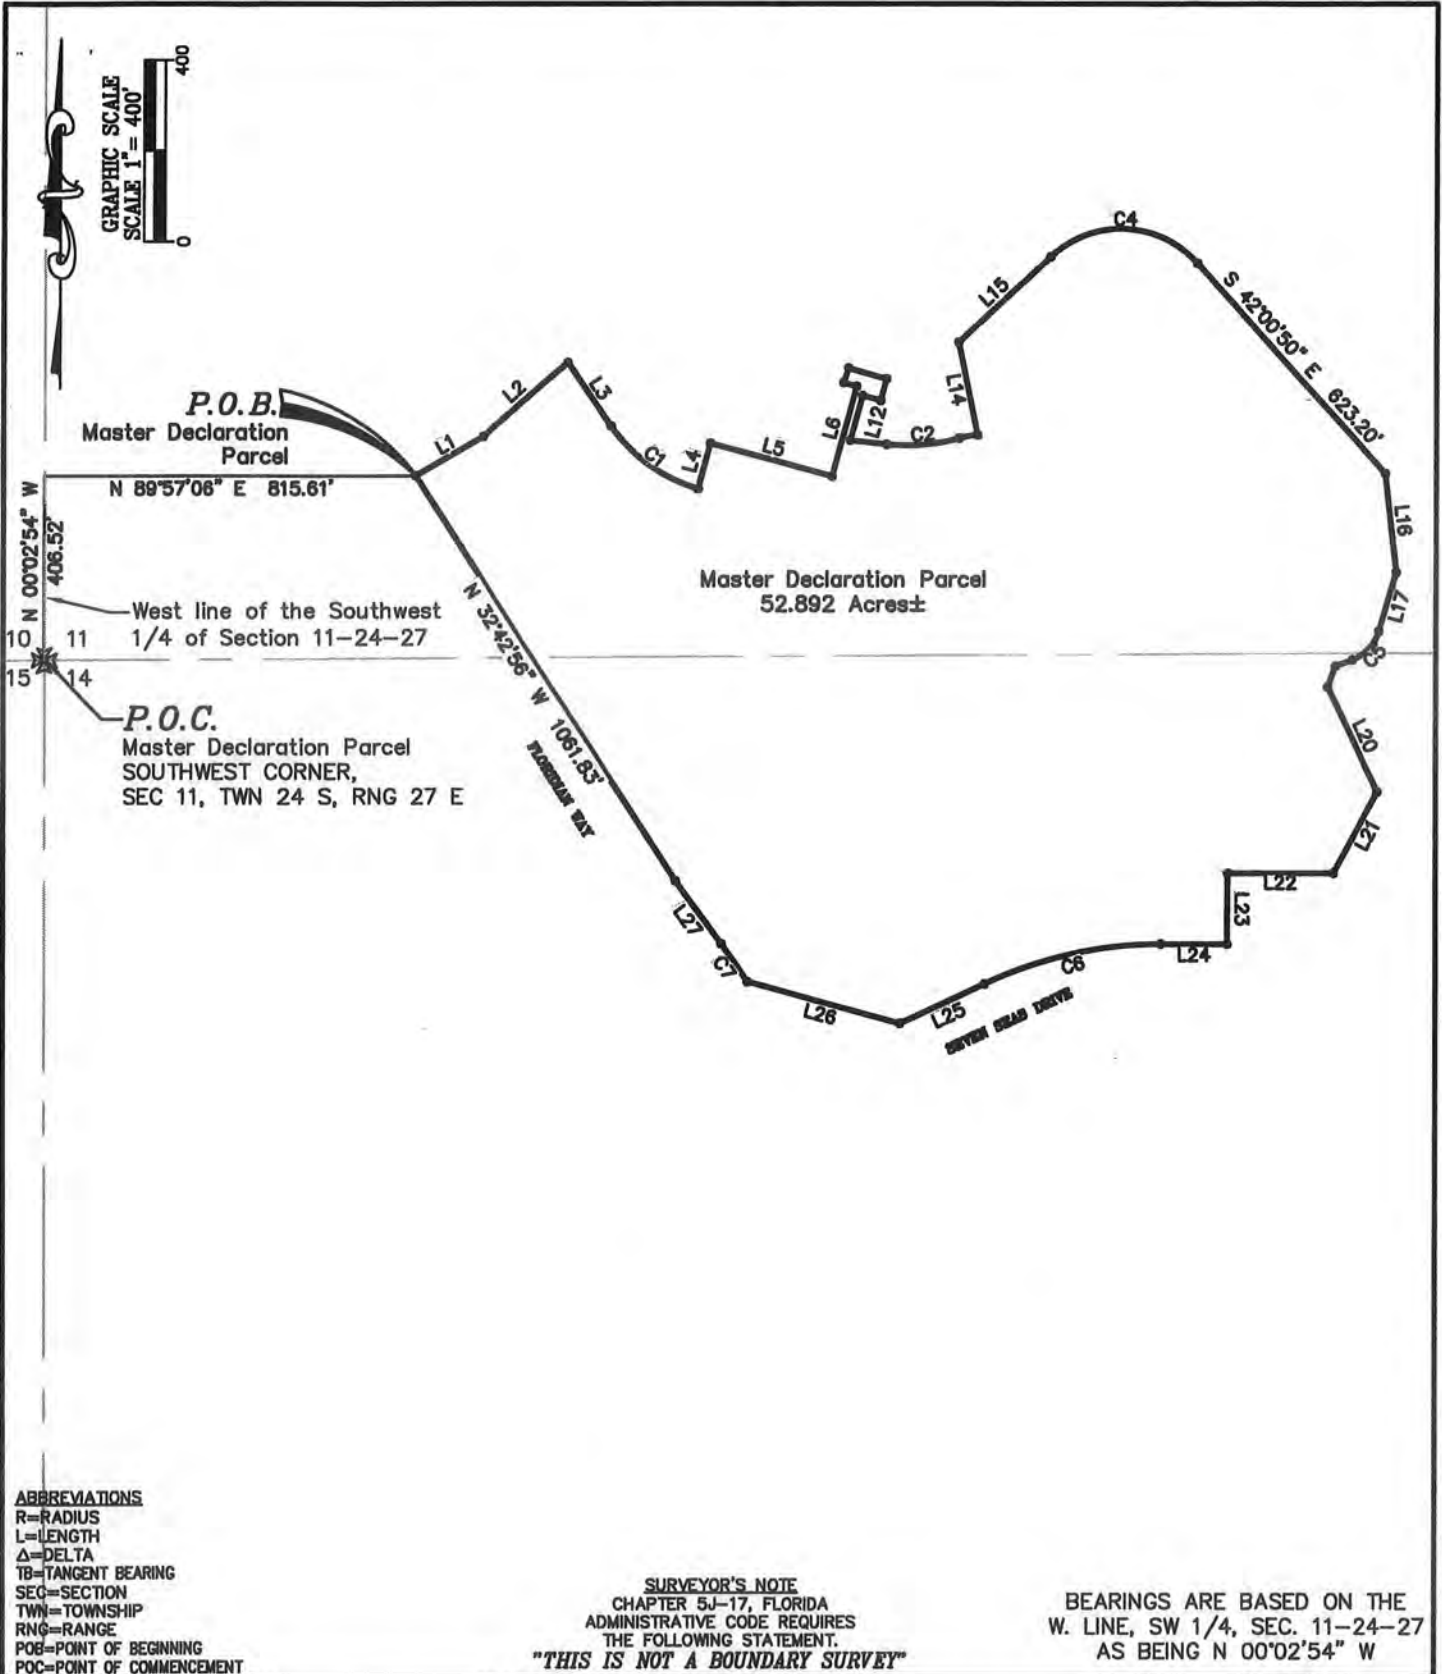 GRAPHIC SCALE
SCALE 1"= 400'
0
400
P.O.B.
Master Declaration
Parcel
N 89°57'06" E 815.61'
N 00°02'54" W
406.52'
West line of the Southwest
1/4 of Section 11-24-27
10
11
15
14
P.O.C.
Master Declaration Parcel
SOUTHWEST CORNER,
SEC 11, TWN 24 S, RNG 27 E
L1
L2
L3
C1
L4
L5
L6
L12
C2
L14
L15
C4
S 42°00'50" E 623.20'
L16
L17
C5
L20
L21
L22
L23
L24
C6
SEVEN SEAS DRIVE
L25
L26
C7
L27
N 32°42'56" W 1061.83'
FLORIDIAN WAY
Master Declaration Parcel
52.892 Acres±
ABBREVIATIONS
R=RADIUS
L=LENGTH
Δ=DELTA
TB=TANGENT BEARING
SEC=SECTION
TWN=TOWNSHIP
RNG=RANGE
POB=POINT OF BEGINNING
POC=POINT OF COMMENCEMENT
SURVEYOR'S NOTE
CHAPTER 5J-17, FLORIDA
ADMINISTRATIVE CODE REQUIRES
THE FOLLOWING STATEMENT.
"THIS IS NOT A BOUNDARY SURVEY"
BEARINGS ARE BASED ON THE
W. LINE, SW 1/4, SEC. 11-24-27
AS BEING N 00°02'54" W